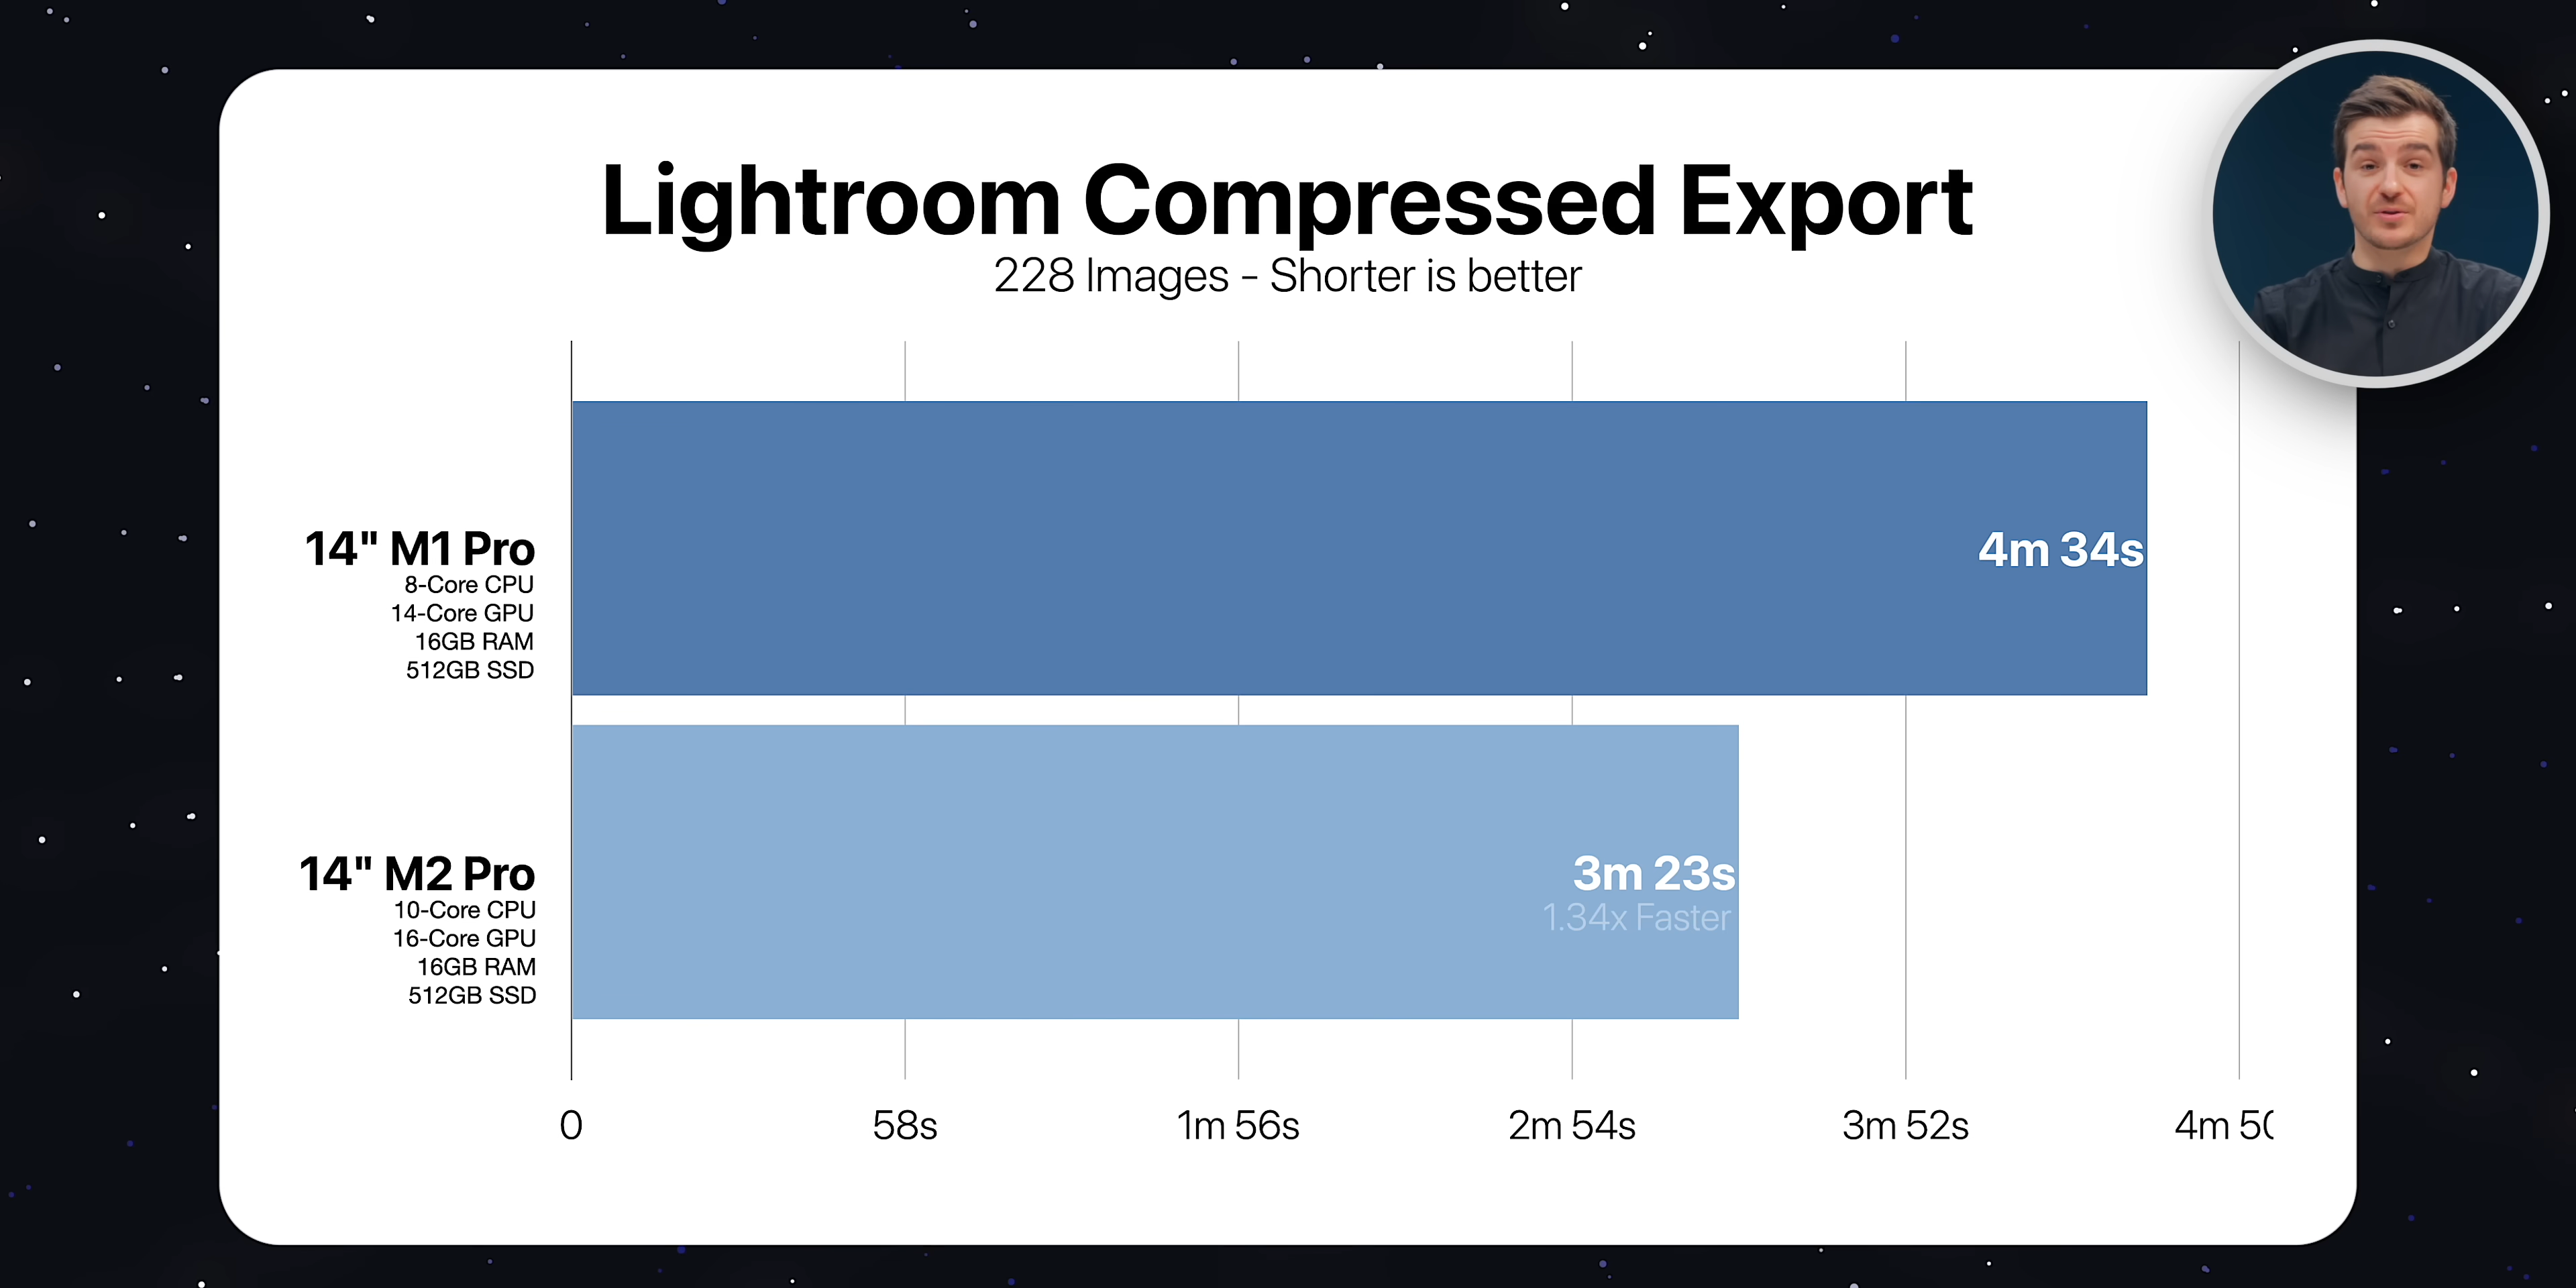 Lightroom Compressed Export
228 Images - Shorter is better
14" M1 Pro
8-Core CPU
14-Core GPU
16GB RAM
512GB SSD
4m 34s
14" M2 Pro
10-Core CPU
16-Core GPU
16GB RAM
512GB SSD
3m 23s
1.34x Faster
0
58s
1m 56s
2m 54s
3m 52s
4m